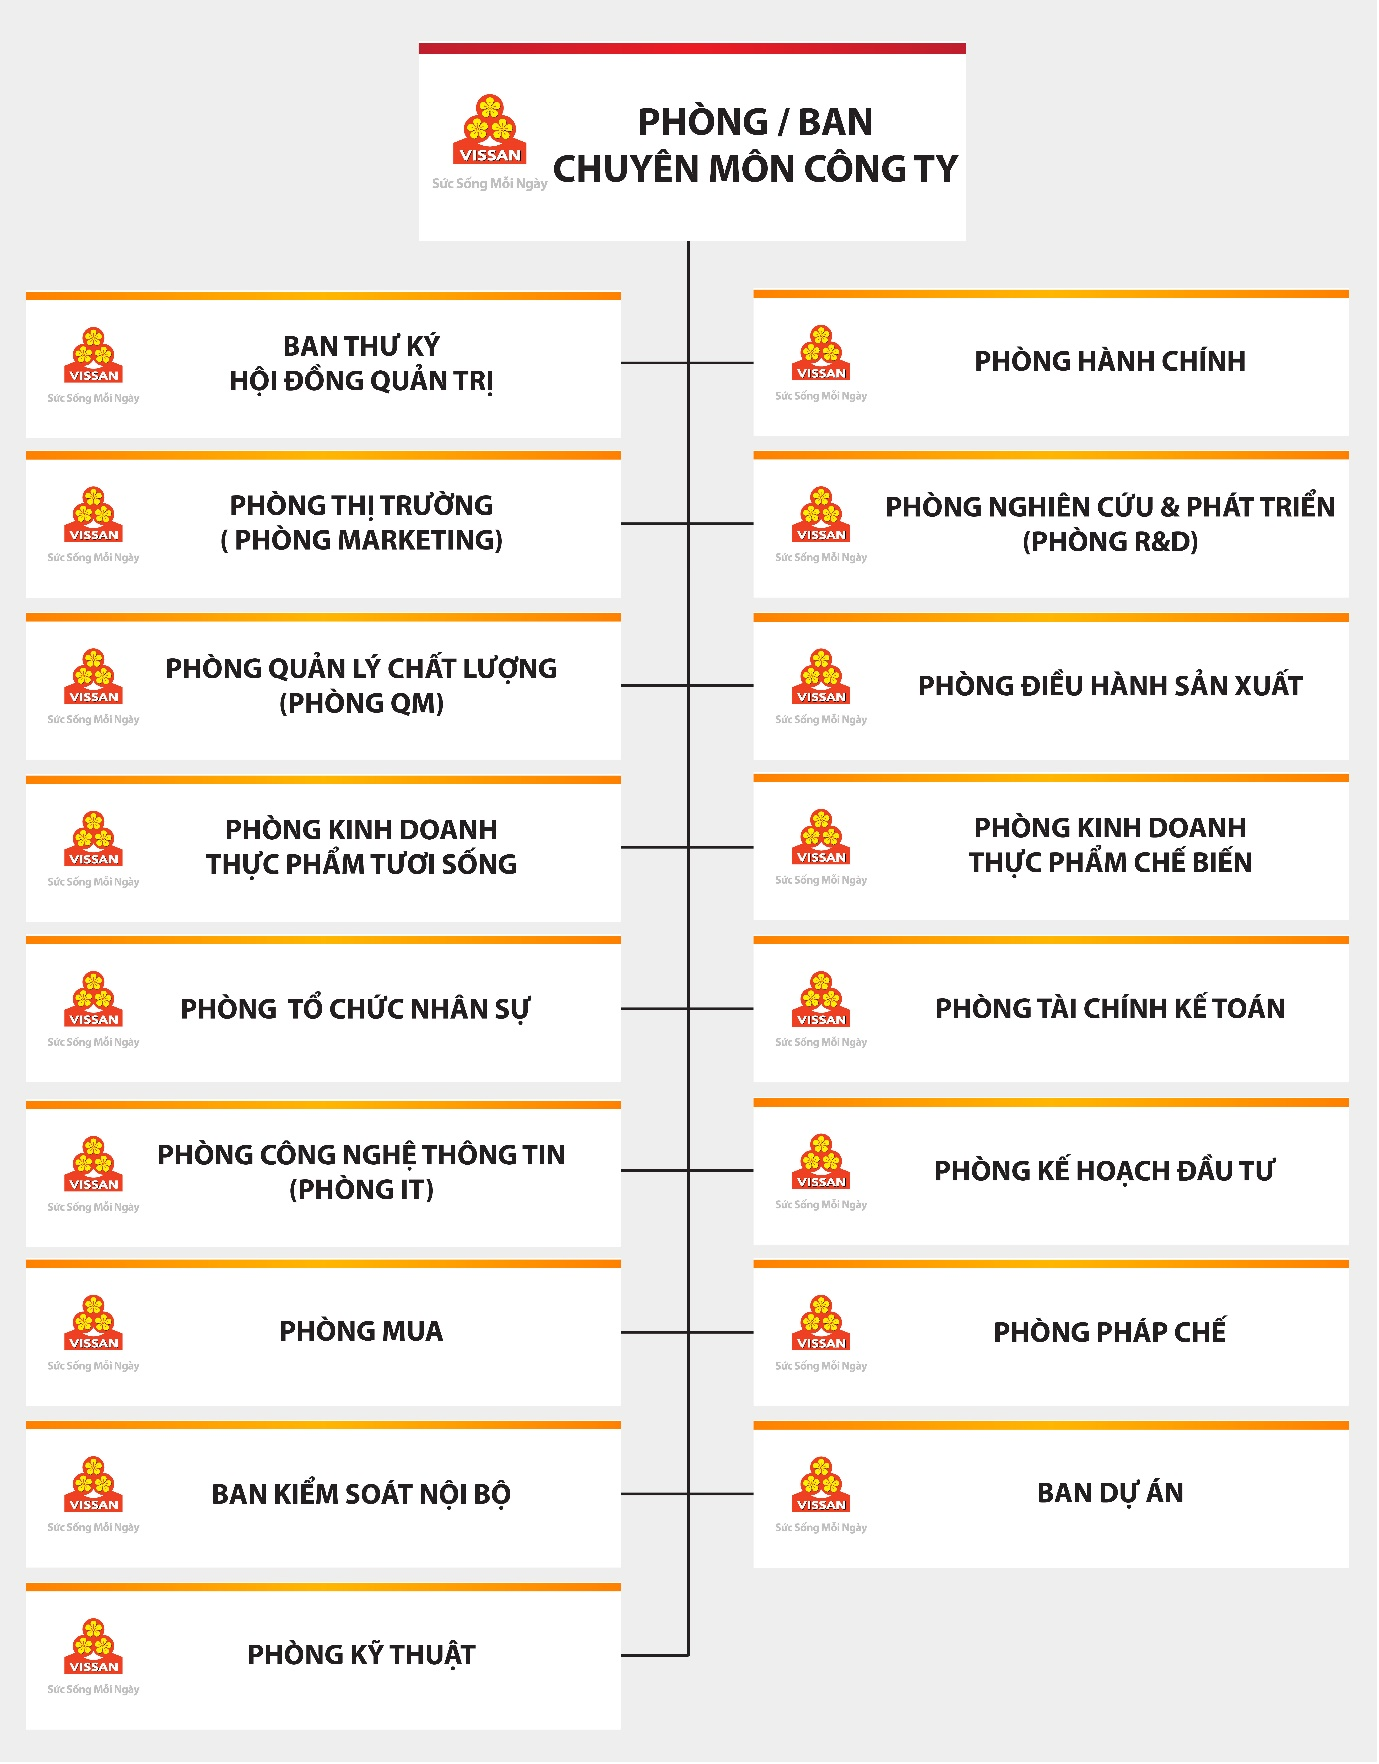 VISSAN
Sức Sống Mỗi Ngày
PHÒNG / BAN
CHUYÊN MÔN CÔNG TY
VISSAN
Sức Sống Mỗi Ngày
BAN THƯ KÝ
HỘI ĐỒNG QUẢN TRỊ
VISSAN
Sức Sống Mỗi Ngày
PHÒNG HÀNH CHÍNH
VISSAN
Sức Sống Mỗi Ngày
PHÒNG THỊ TRƯỜNG
( PHÒNG MARKETING)
VISSAN
Sức Sống Mỗi Ngày
PHÒNG NGHIÊN CỨU & PHÁT TRIỂN
(PHÒNG R&D)
VISSAN
Sức Sống Mỗi Ngày
PHÒNG QUẢN LÝ CHẤT LƯỢNG
(PHÒNG QM)
VISSAN
Sức Sống Mỗi Ngày
PHÒNG ĐIỀU HÀNH SẢN XUẤT
VISSAN
Sức Sống Mỗi Ngày
PHÒNG KINH DOANH
THỰC PHẨM TƯƠI SỐNG
VISSAN
Sức Sống Mỗi Ngày
PHÒNG KINH DOANH
THỰC PHẨM CHẾ BIẾN
VISSAN
Sức Sống Mỗi Ngày
PHÒNG TỔ CHỨC NHÂN SỰ
VISSAN
Sức Sống Mỗi Ngày
PHÒNG TÀI CHÍNH KẾ TOÁN
VISSAN
Sức Sống Mỗi Ngày
PHÒNG CÔNG NGHỆ THÔNG TIN
(PHÒNG IT)
VISSAN
Sức Sống Mỗi Ngày
PHÒNG KẾ HOẠCH ĐẦU TƯ
VISSAN
Sức Sống Mỗi Ngày
PHÒNG MUA
VISSAN
Sức Sống Mỗi Ngày
PHÒNG PHÁP CHẾ
VISSAN
Sức Sống Mỗi Ngày
BAN KIỂM SOÁT NỘI BỘ
VISSAN
Sức Sống Mỗi Ngày
BAN DỰ ÁN
VISSAN
Sức Sống Mỗi Ngày
PHÒNG KỸ THUẬT